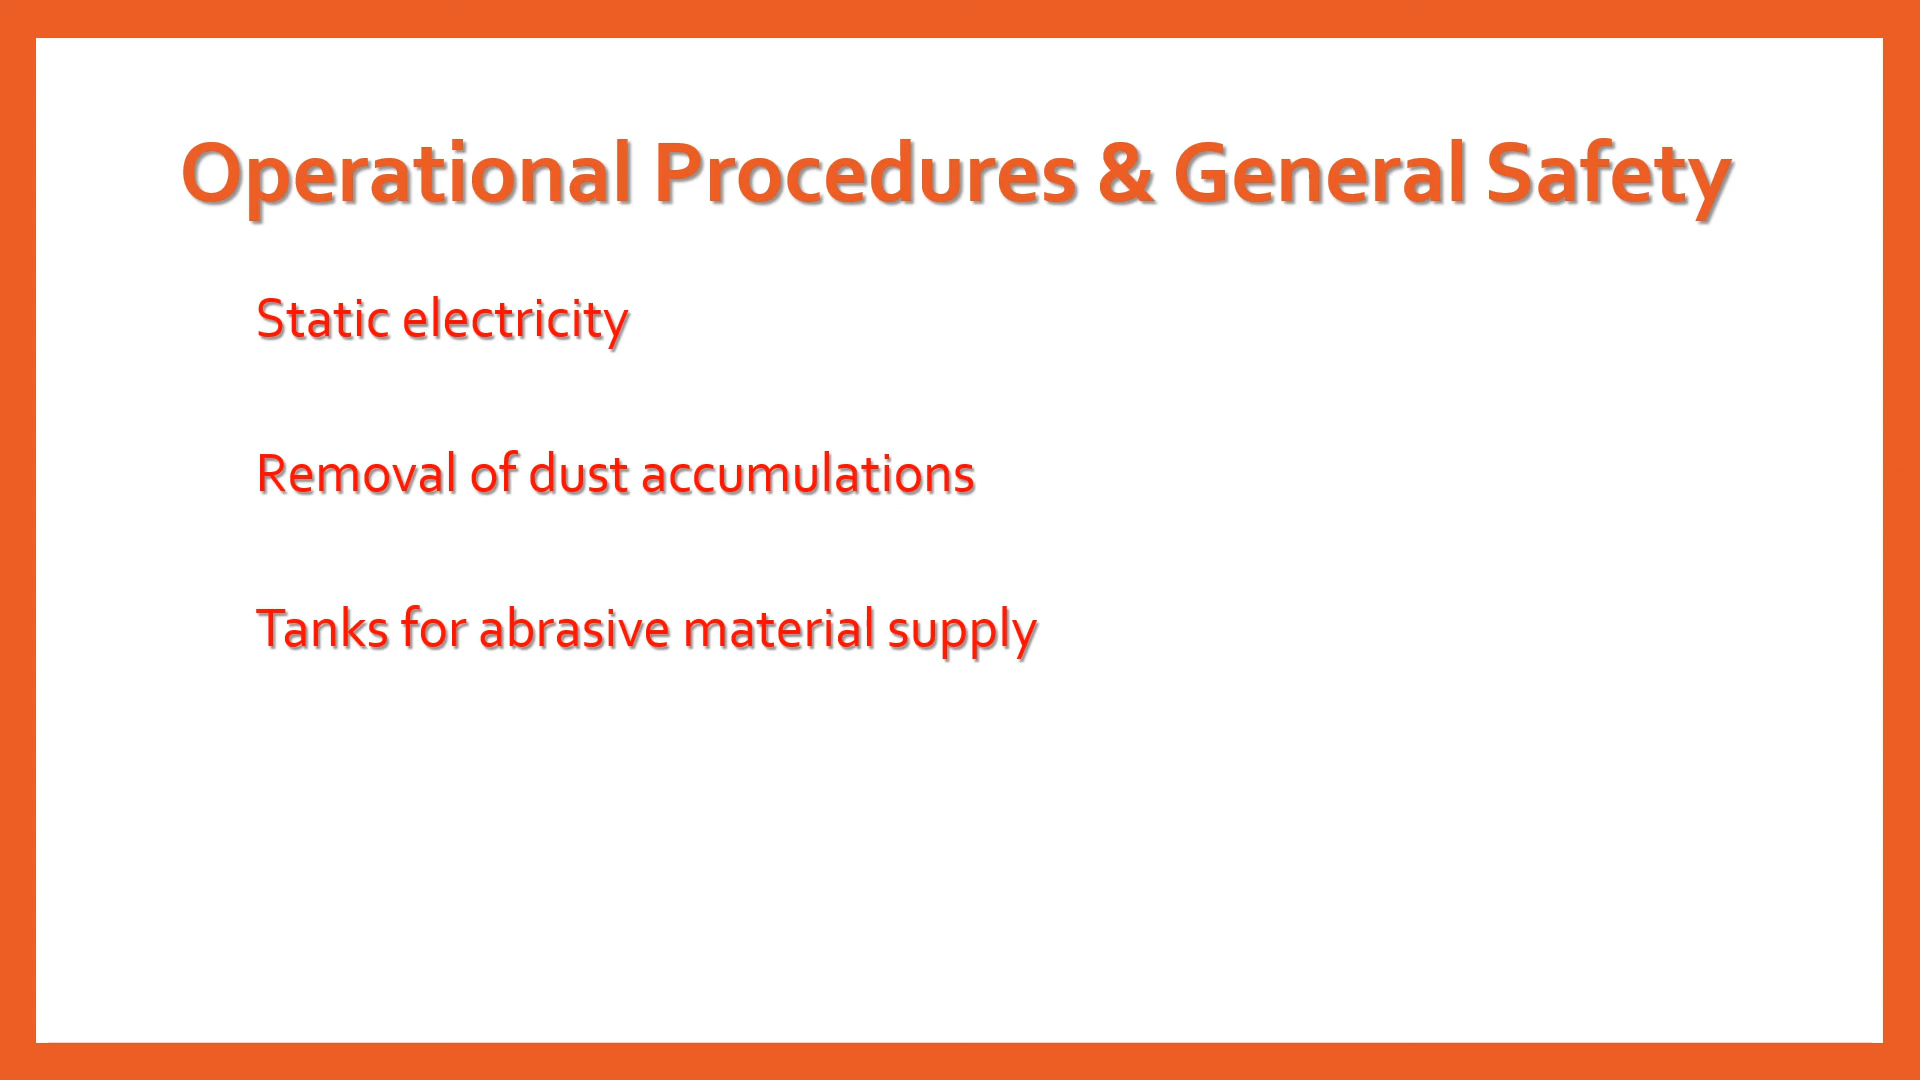 Operational Procedures & General Safety
Static electricity
Removal of dust accumulations
Tanks for abrasive material supply